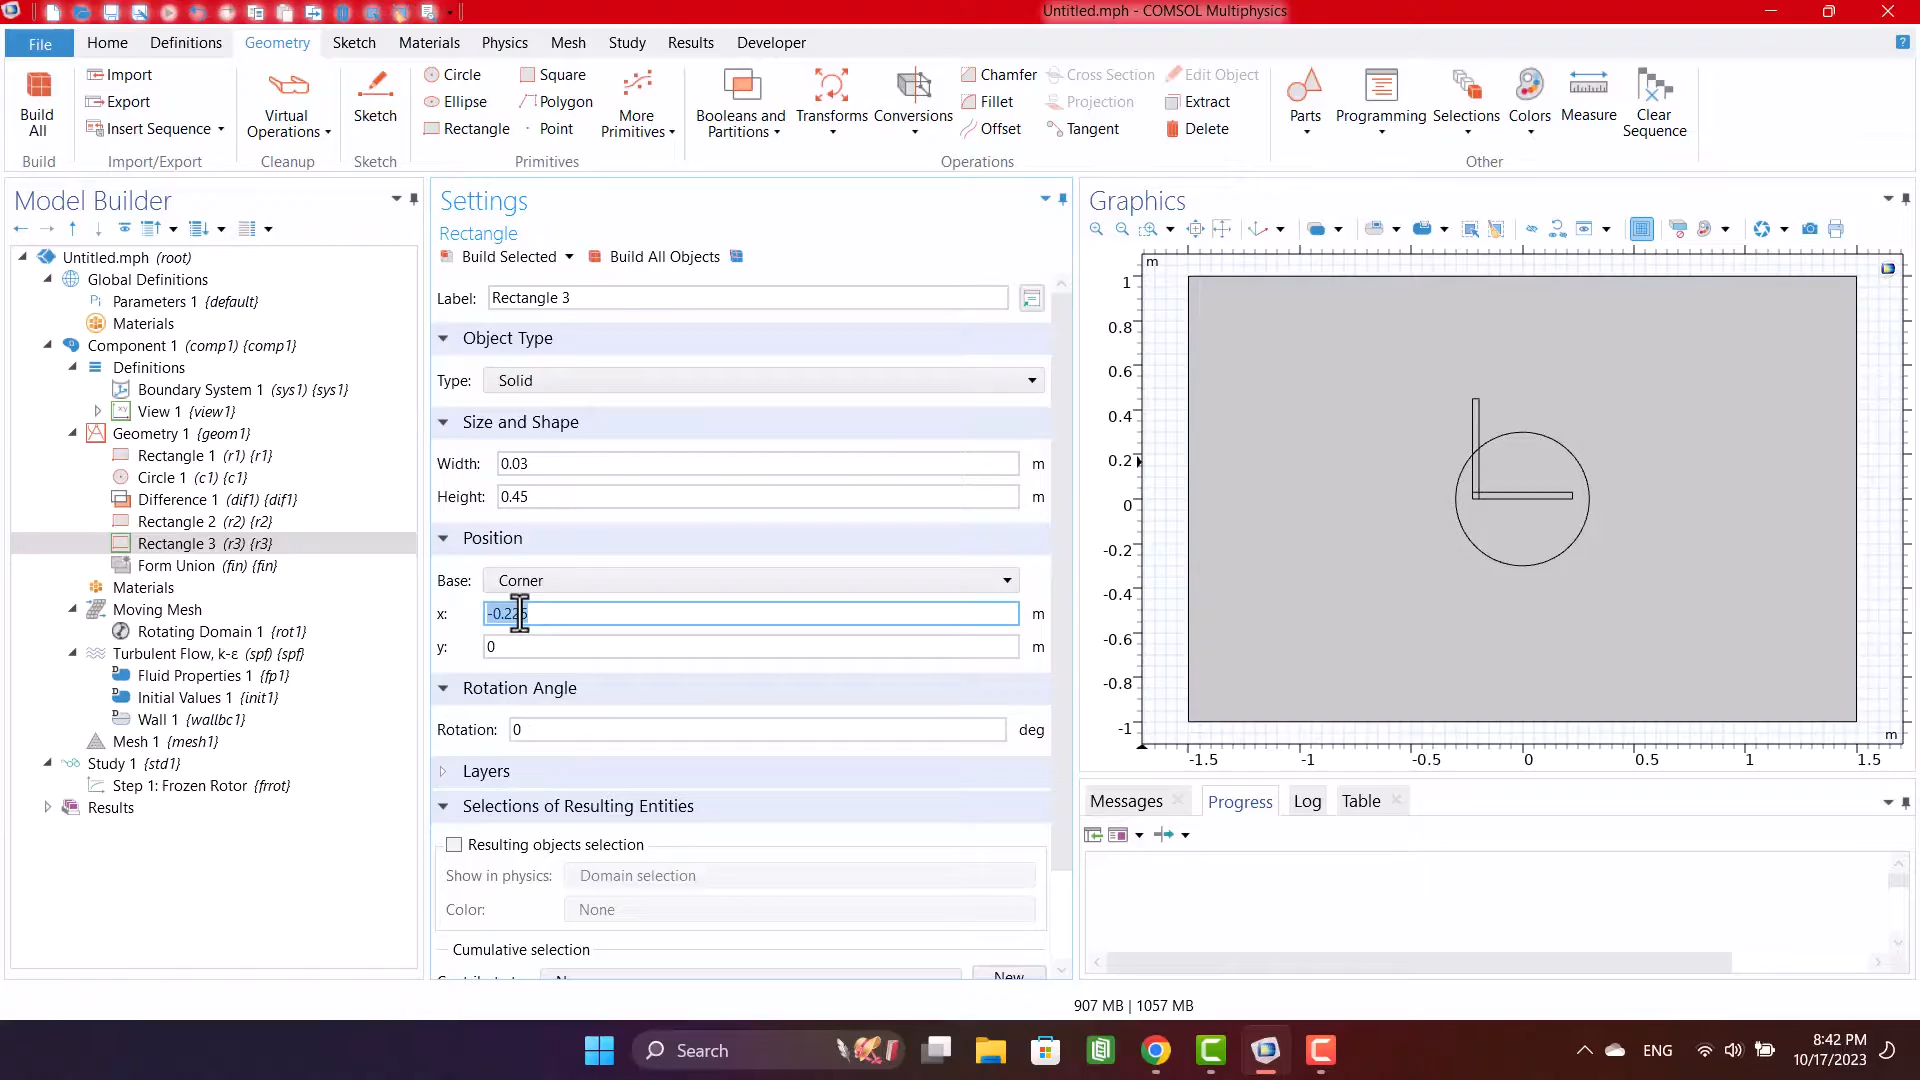 Untitled.mph - COMSOL Multiphysics
File
Home
Definitions
Geometry
Sketch
Materials
Physics
Mesh
Study
Results
Developer
Build All
Build
Import
Export
Insert Sequence
Import/Export
Virtual Operations
Cleanup
Sketch
Sketch
Circle
Ellipse
Rectangle
Square
Polygon
Point
More Primitives
Primitives
Booleans and Partitions
Transforms
Conversions
Chamfer
Fillet
Offset
Cross Section
Projection
Tangent
Edit Object
Extract
Delete
Operations
Parts
Programming
Selections
Colors
Measure
Clear Sequence
Other
Model Builder
Untitled.mph (root)
Global Definitions
Parameters 1 {default}
Materials
Component 1 (comp1) {comp1}
Definitions
Boundary System 1 (sys1) {sys1}
View 1 {view1}
Geometry 1 {geom1}
Rectangle 1 (r1) {r1}
Circle 1 (c1) {c1}
Difference 1 (dif1) {dif1}
Rectangle 2 (r2) {r2}
Rectangle 3 (r3) {r3}
Form Union (fin) {fin}
Materials
Moving Mesh
Rotating Domain 1 {rot1}
Turbulent Flow, k-ε (spf) {spf}
Fluid Properties 1 {fp1}
Initial Values 1 {init1}
Wall 1 {wallbc1}
Mesh 1 {mesh1}
Study 1 {std1}
Step 1: Frozen Rotor {frrot}
Results
Settings
Rectangle
Build Selected
Build All Objects
Label: Rectangle 3
Object Type
Type: Solid
Size and Shape
Width: 0.03 m
Height: 0.45 m
Position
Base: Corner
x: -0.225 m
y: 0 m
Rotation Angle
Rotation: 0 deg
Layers
Selections of Resulting Entities
Resulting objects selection
Show in physics: Domain selection
Color: None
Cumulative selection
New
Graphics
m
1
0.8
0.6
0.4
0.2
0
-0.2
-0.4
-0.6
-0.8
-1
m
-1.5 -1 -0.5 0 0.5 1 1.5
Messages
Progress
Log
Table
907 MB | 1057 MB
Search
ENG
8:42 PM
10/17/2023